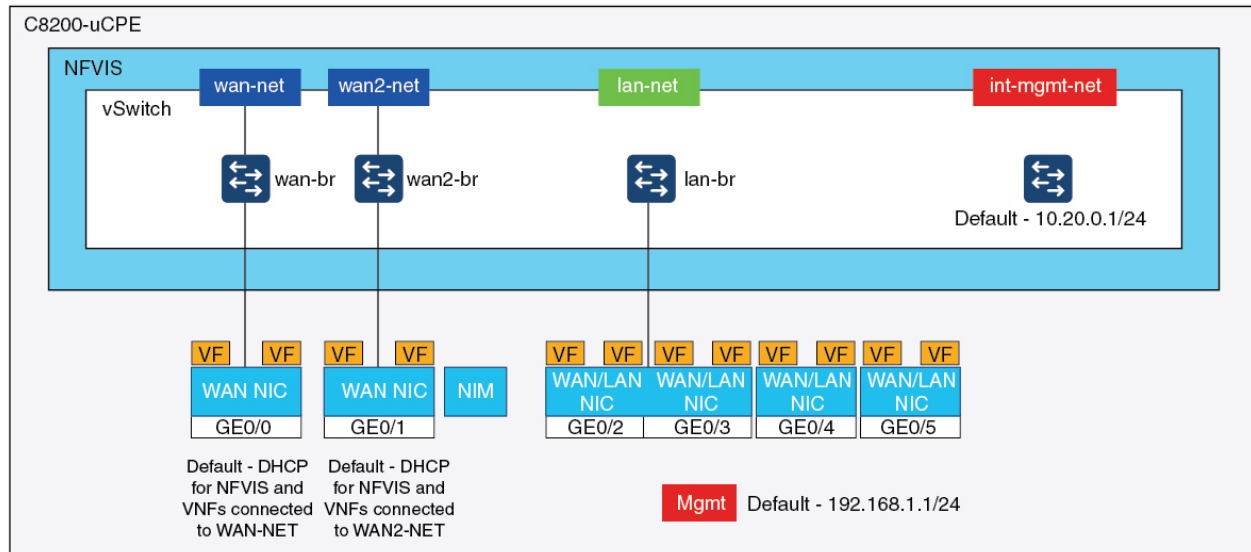 C8200-uCPE
NFVIS
wan-net
wan2-net
lan-net
int-mgmt-net
vSwitch
wan-br
wan2-br
lan-br
Default - 10.20.0.1/24
VF VF VF VF VF VF VF VF VF VF VF VF
WAN NIC
WAN NIC
NIM
WAN/LAN
NIC
WAN/LAN
NIC
WAN/LAN
NIC
WAN/LAN
NIC
GE0/0
GE0/1
GE0/2
GE0/3
GE0/4
GE0/5
Default - DHCP
for NFVIS and
VNFs connected
to WAN-NET
Default - DHCP
for NFVIS and
VNFs connected
to WAN2-NET
Mgmt
Default - 192.168.1.1/24